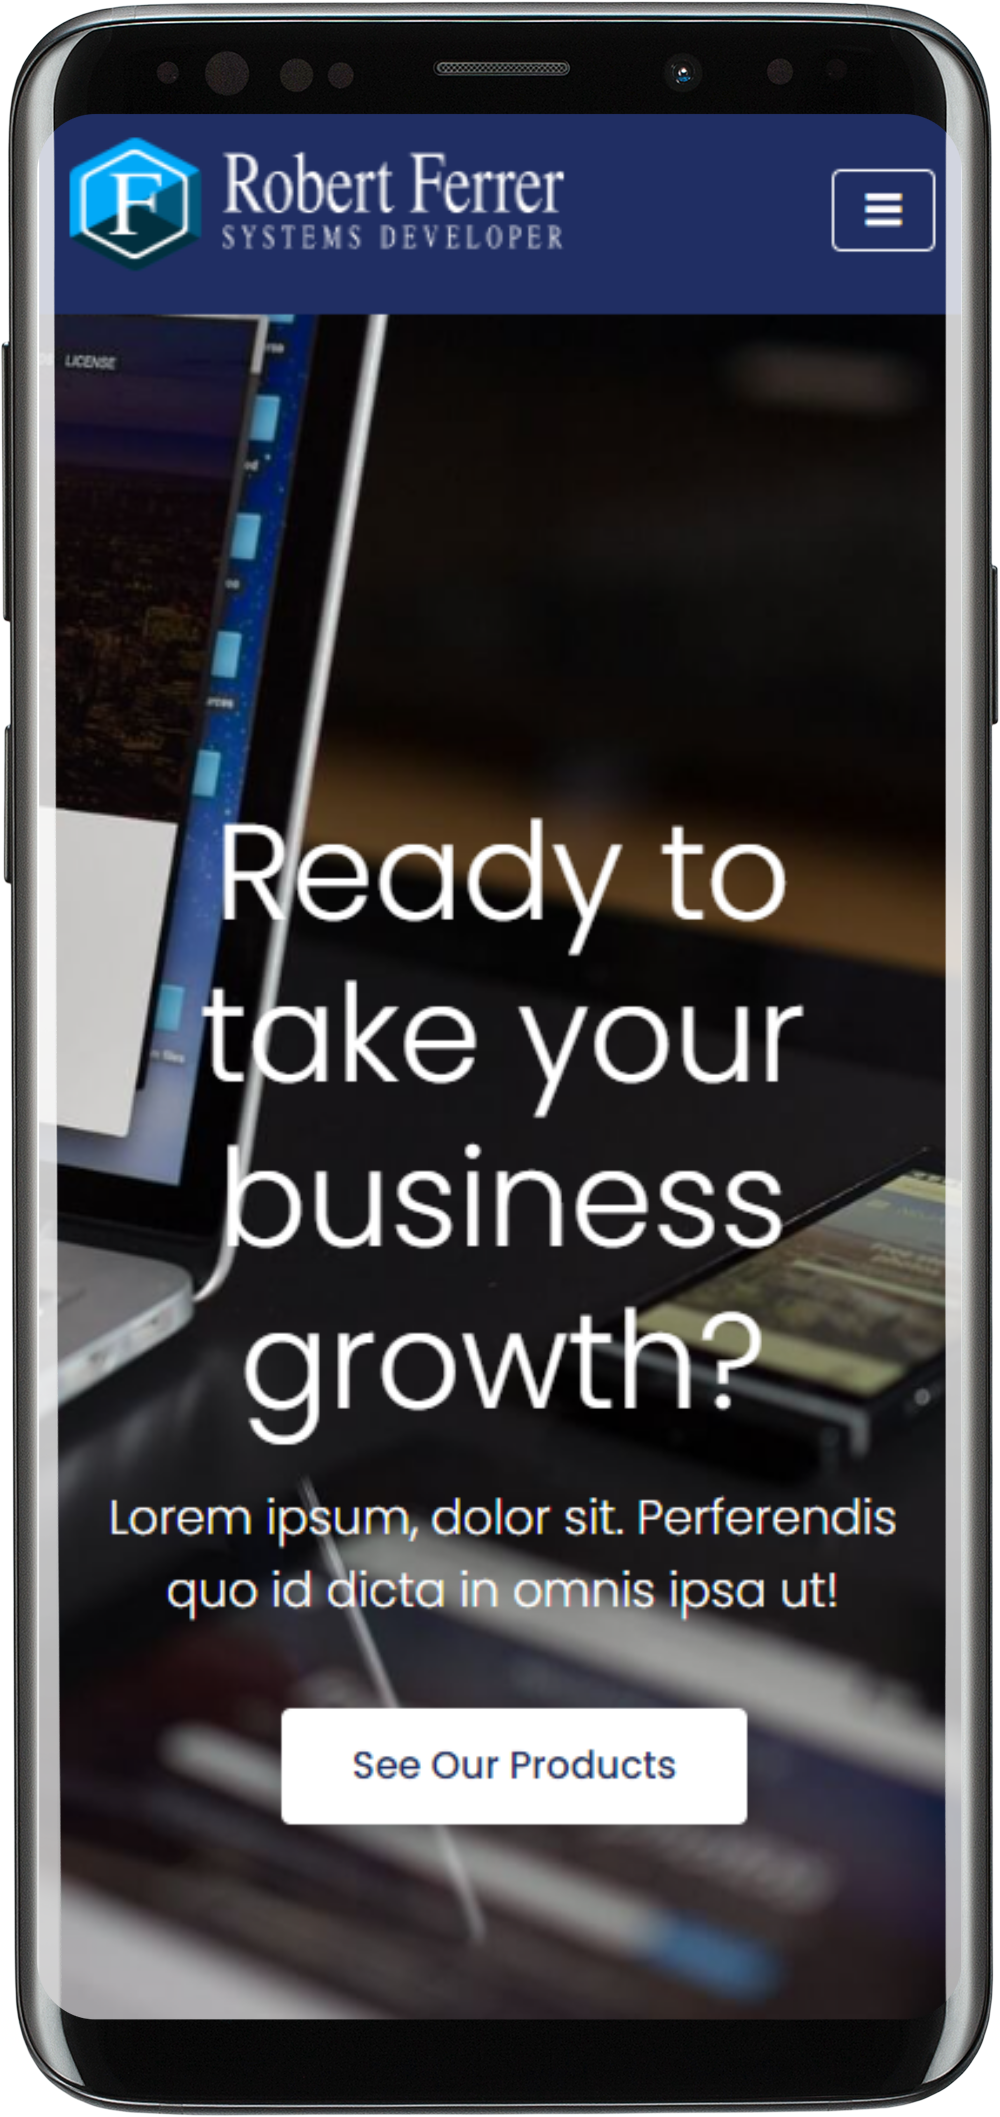 F
Robert Ferrer
SYSTEMS DEVELOPER
LICENSE
Ready to
take your
business
growth?
Lorem ipsum, dolor sit. Perferendis
quo id dicta in omnis ipsa ut!
See Our Products